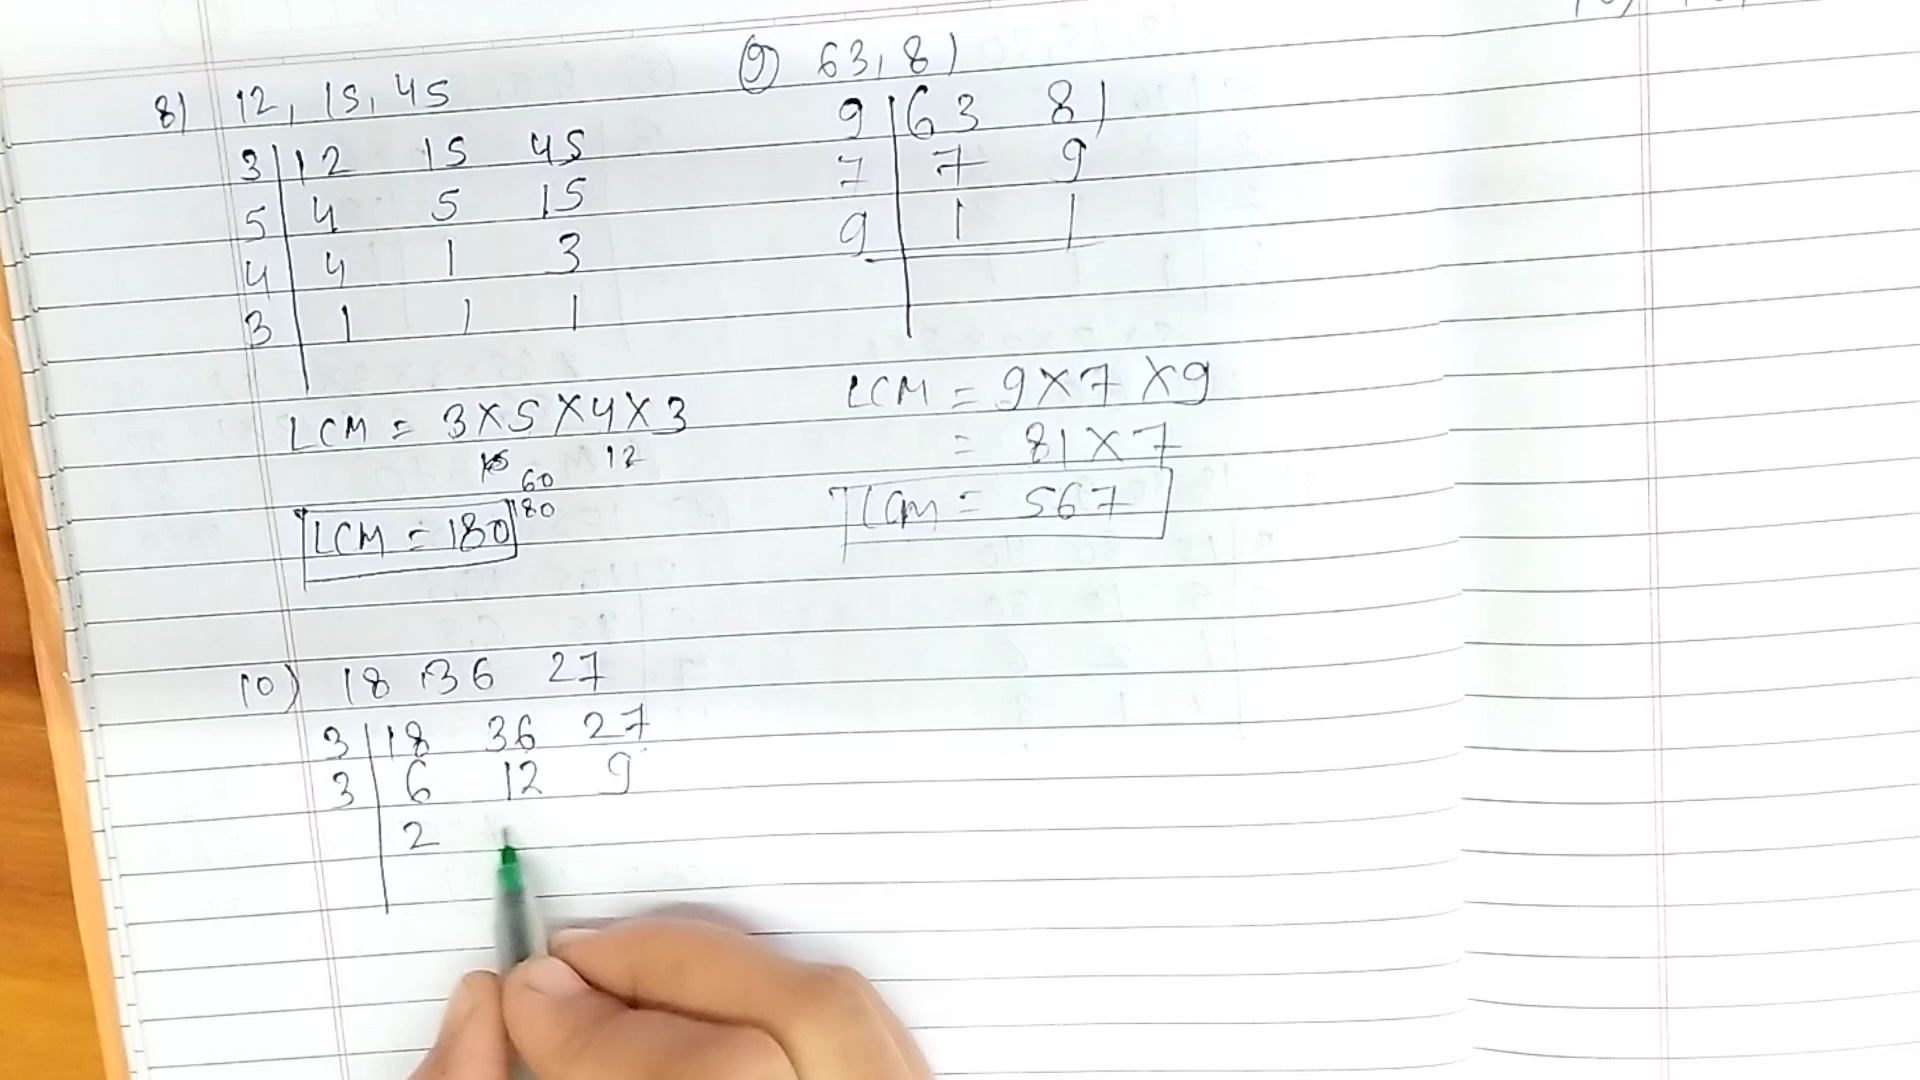 8) 12, 15, 45
3 12 15 45
5 4 5 15
4 4 1 3
3 1 1 1
LCM = 3×5×4×3
15 12
60
180
LCM = 180
9) 63, 81
9 63 81
7 7 9
9 1 1
LCM = 9×7×9
= 81×7
LCM = 567
10) 18, 36 27
3 18 36 27
3 6 12 9
2